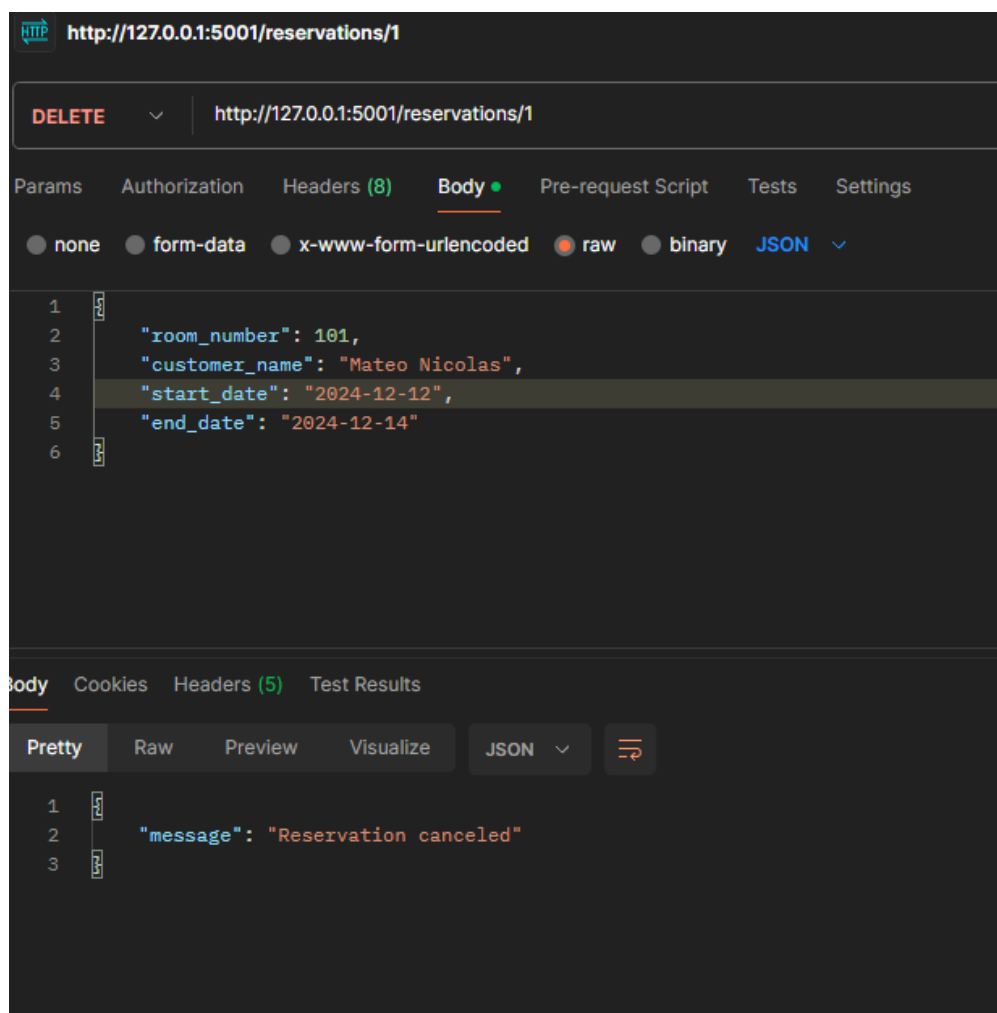 HTTP http://127.0.0.1:5001/reservations/1
DELETE http://127.0.0.1:5001/reservations/1
Params Authorization Headers (8) Body Pre-request Script Tests Settings
none form-data x-www-form-urlencoded raw binary JSON
1 {
2 "room_number": 101,
3 "customer_name": "Mateo Nicolas",
4 "start_date": "2024-12-12",
5 "end_date": "2024-12-14"
6 }
Body Cookies Headers (5) Test Results
Pretty Raw Preview Visualize JSON
1 {
2 "message": "Reservation canceled"
3 }